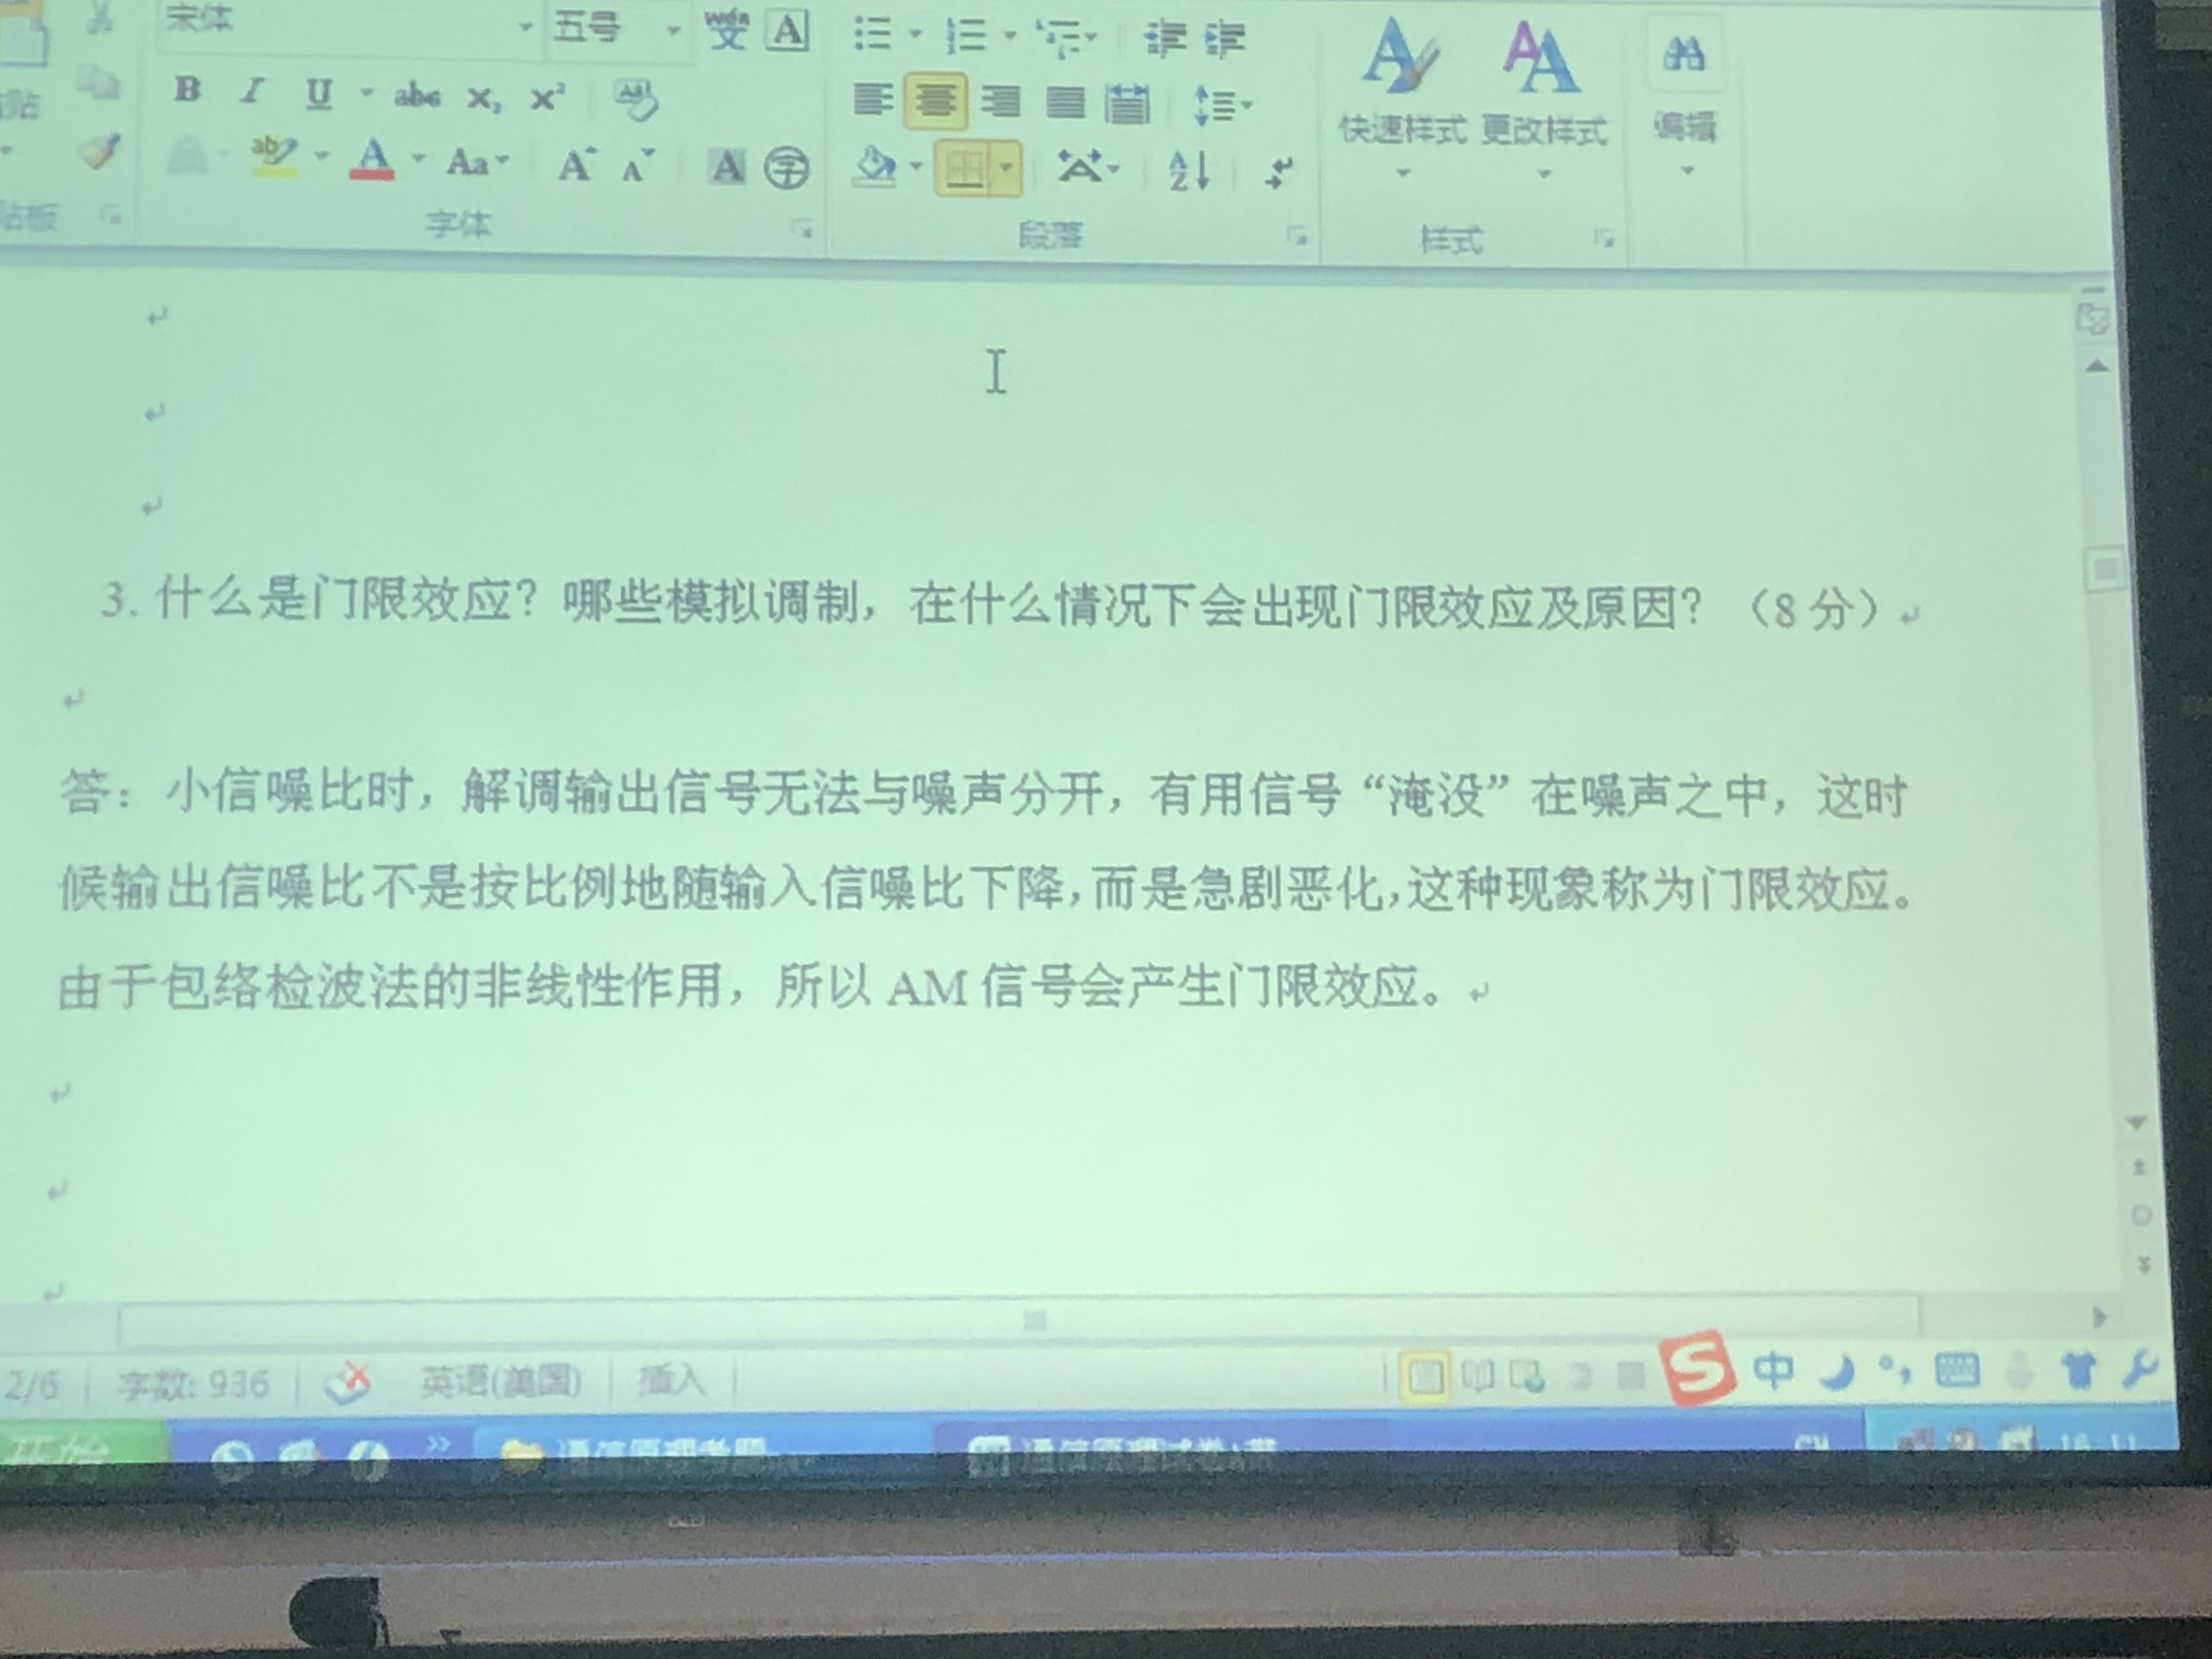 宋体 五号 wén 变 A
B I U abc x₂ x² Aa
快速样式 更改样式 编辑
ab A Aa A A A 字 A Z
贴板 字体 段落 样式
3. 什么是门限效应？哪些模拟调制，在什么情况下会出现门限效应及原因？（8 分）
答：小信噪比时，解调输出信号无法与噪声分开，有用信号“淹没”在噪声之中，这时
候输出信噪比不是按比例地随输入信噪比下降,而是急剧恶化,这种现象称为门限效应。
由于包络检波法的非线性作用，所以 AM 信号会产生门限效应。
2/6 字数: 936 英语(美国) 插入 S 中
开始